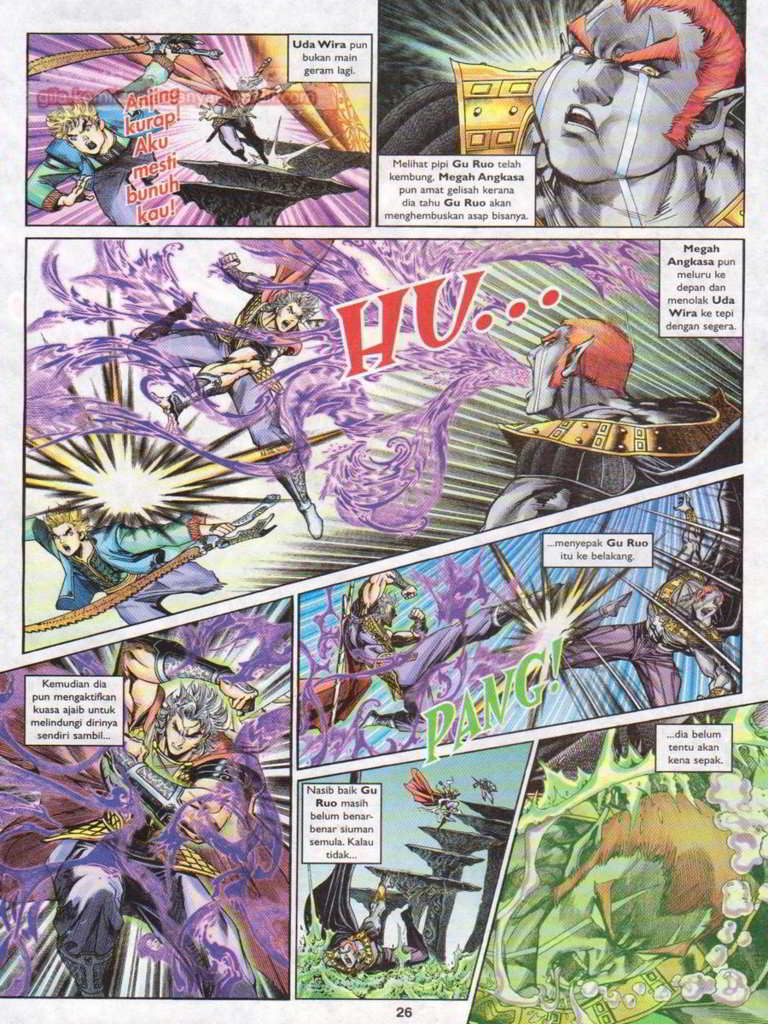 Uda Wira pun
bukan main
geram lagi.
Anjing
kurap!
Aku
mesti
bunuh
kau!
Melihat pipi Gu Ruo telah
kembung, Megah Angkasa
pun amat gelisah kerana
dia tahu Gu Ruo akan
menghembuskan asap bisanya.
Megah
Angkasa pun
meluru ke
depan dan
menolak Uda
Wira ke tepi
dengan segera.
HU...
Kemudian dia
pun mengaktifkan
kuasa ajaib untuk
melindungi dirinya
sendiri sambil...
...menyepak Gu Ruo
itu ke belakang.
PANG!
Nasib baik Gu
Ruo masih
belum benar-
benar siuman
semula. Kalau
tidak...
...dia belum
tentu akan
kena sepak.
26